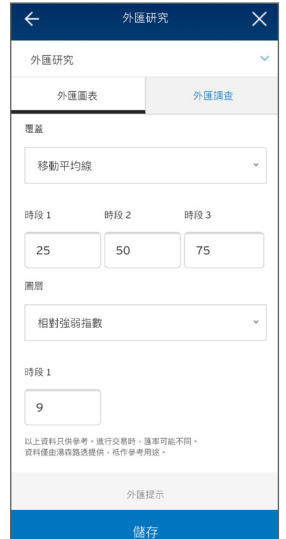 外匯研究
外匯研究
外匯圖表 外匯調查
覆蓋
移動平均線
時段 1 時段 2 時段 3
25 50 75
圖層
相對強弱指數
時段 1
9
以上資料只供參考。進行交易時，匯率可能不同。
資料僅由湯森路透提供，祗作參考用途。
外匯提示
儲存